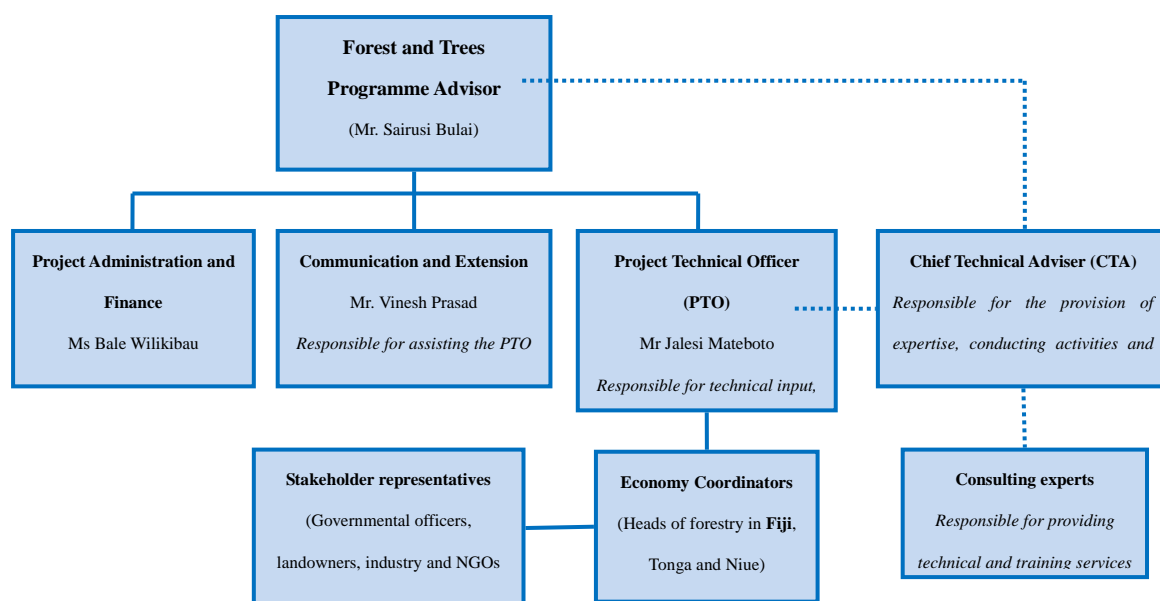 Forest and Trees
Programme Advisor
(Mr. Sairusi Bulai)
Project Administration and
Finance
Ms Bale Wilikibau
Communication and Extension
Mr. Vinesh Prasad
Responsible for assisting the PTO
Project Technical Officer
(PTO)
Mr Jalesi Mateboto
Responsible for technical input,
Chief Technical Adviser (CTA)
Responsible for the provision of
expertise, conducting activities and
Stakeholder representatives
(Governmental officers,
landowners, industry and NGOs
Economy Coordinators
(Heads of forestry in Fiji,
Tonga and Niue)
Consulting experts
Responsible for providing
technical and training services